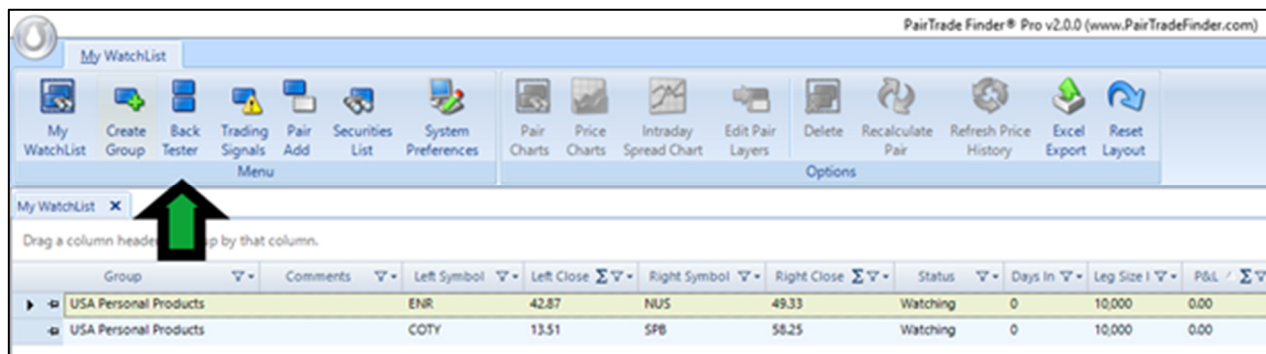 PairTrade Finder® Pro v2.0.0 (www.PairTradeFinder.com)
My WatchList
My WatchList
Create Group
Back Tester
Trading Signals
Pair Add
Securities List
System Preferences
Pair Charts
Price Charts
Intraday Spread Chart
Edit Pair Layers
Delete
Recalculate Pair
Refresh Price History
Excel Export
Reset Layout
Menu Options
My WatchList
Drag a column heade up by that column.
Group Comments Left Symbol Left Close Σ Right Symbol Right Close Σ Status Days In Leg Size I P&L Σ
USA Personal Products ENR 42.87 NUS 49.33 Watching 0 10,000 0.00
USA Personal Products COTY 13.51 SPB 58.25 Watching 0 10,000 0.00